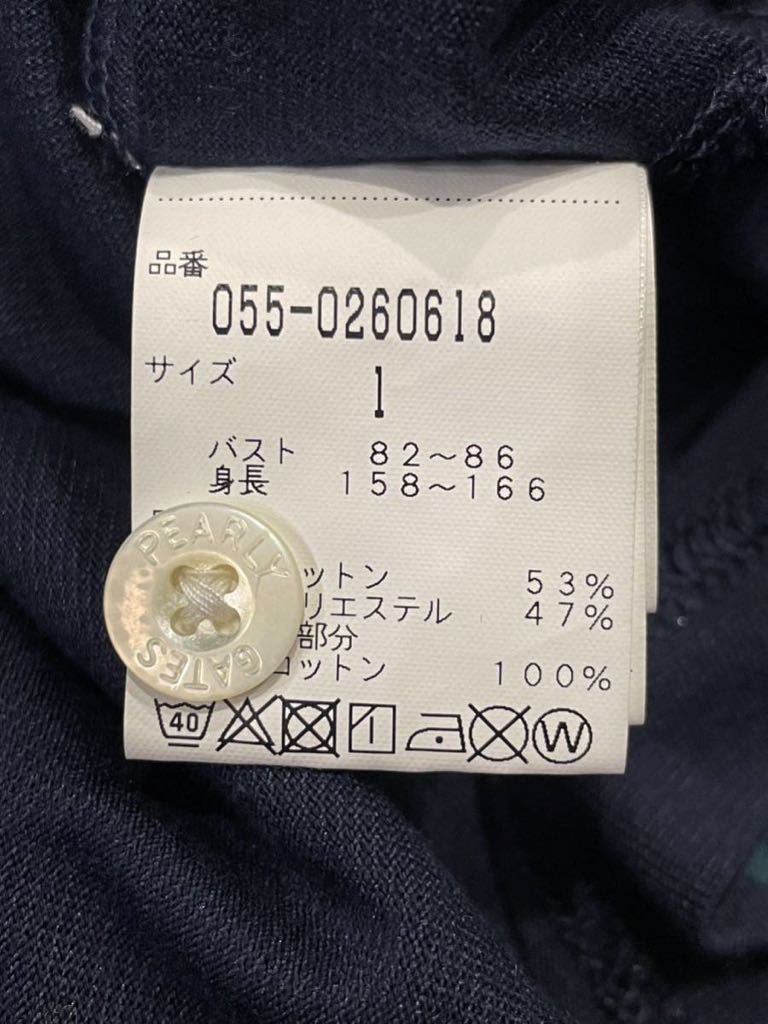 品番
055-0260618
サイズ
1
バスト 82～86
身長 158～166
PEARLY
GATES
ットン 53%
リエステル 47%
部分
コットン 100%
40
W